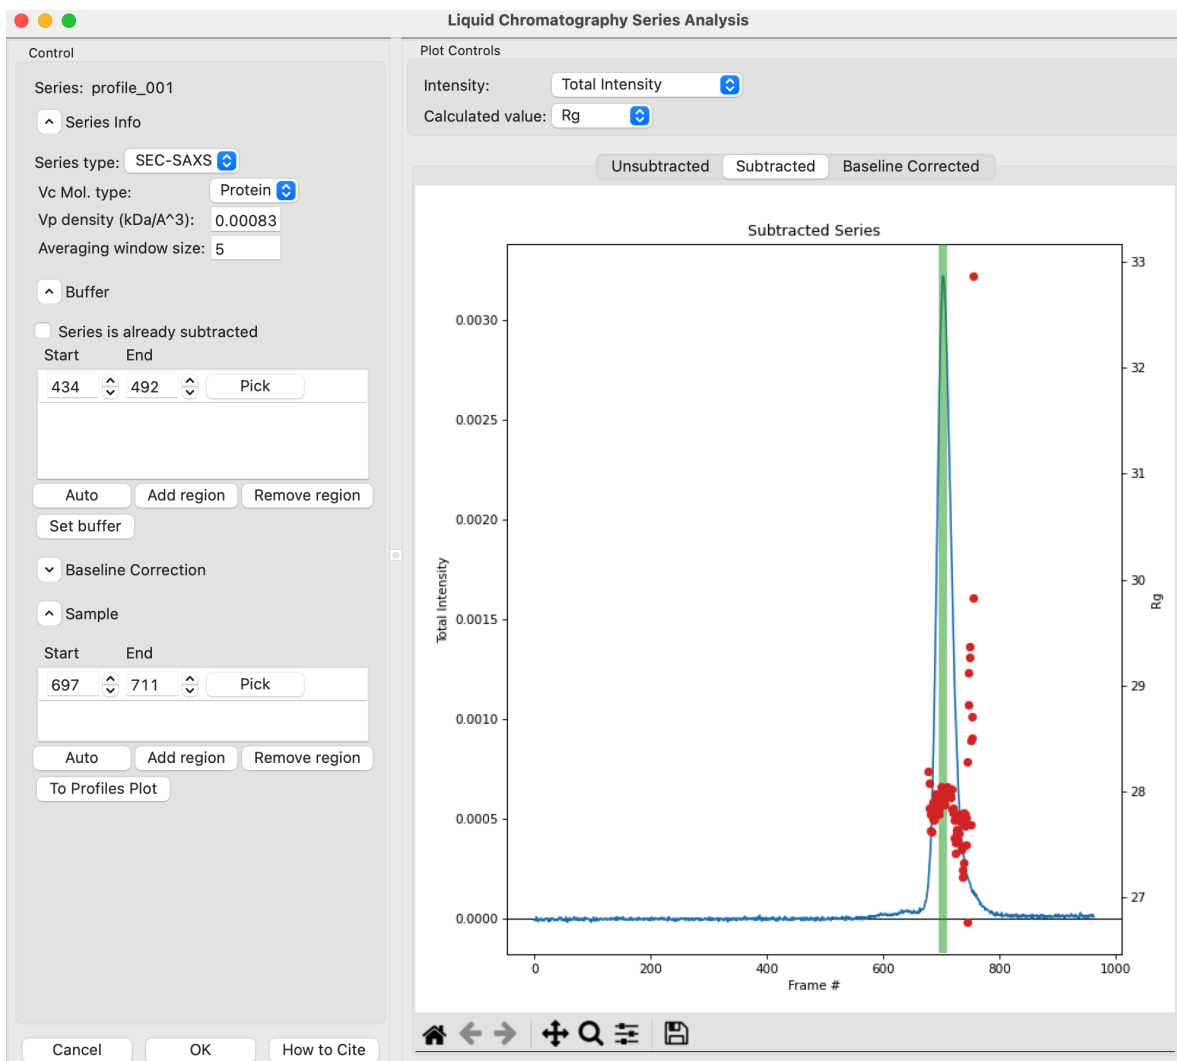 Liquid Chromatography Series Analysis
Control
Series: profile_001
Series Info
Series type: SEC-SAXS
Vc Mol. type: Protein
Vp density (kDa/A^3): 0.00083
Averaging window size: 5
Buffer
Series is already subtracted
Start End
434 492 Pick
Auto Add region Remove region
Set buffer
Baseline Correction
Sample
Start End
697 711 Pick
Auto Add region Remove region
To Profiles Plot
Cancel OK How to Cite
Plot Controls
Intensity: Total Intensity
Calculated value: Rg
Unsubtracted Subtracted Baseline Corrected
Subtracted Series
0.0030
0.0025
0.0020
0.0015
0.0010
0.0005
0.0000
Total Intensity
33
32
31
30
29
28
27
Rg
0 200 400 600 800 1000
Frame #